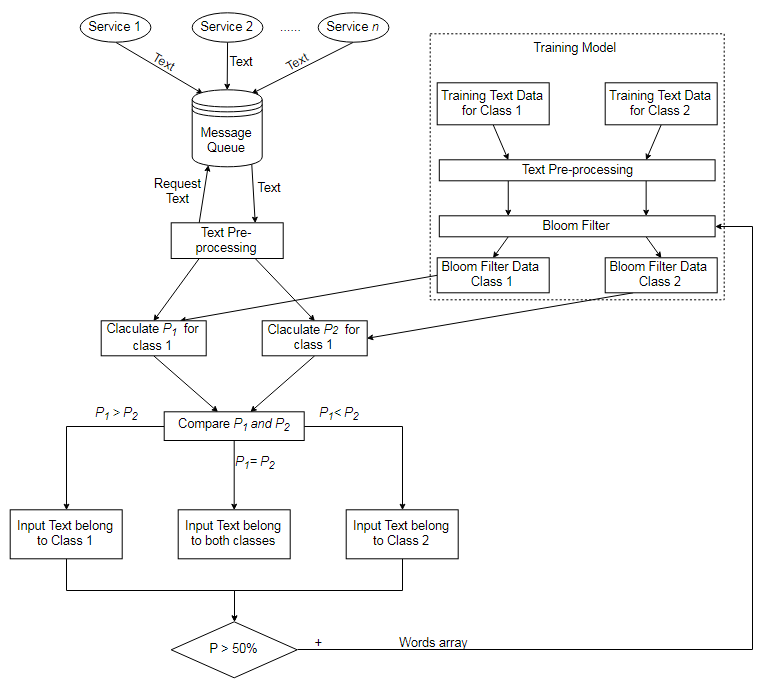 Service 1
Service 2
......
Service n
Text
Text
Text
Training Model
Training Text Data
for Class 1
Training Text Data
for Class 2
Message
Queue
Text Pre-processing
Request
Text
Text
Text Pre-
processing
Bloom Filter
Bloom Filter Data
Class 1
Bloom Filter Data
Class 2
Claculate P1 for
class 1
Claculate P2 for
class 1
P1 > P2
Compare P1 and P2
P1< P2
P1= P2
Input Text belong
to Class 1
Input Text belong
to both classes
Input Text belong
to Class 2
P > 50%
+
Words array